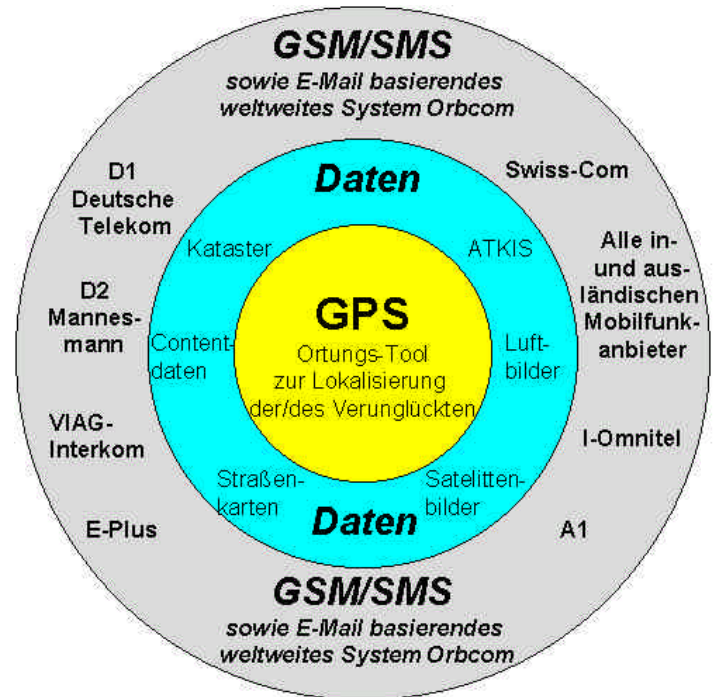 GSM/SMS
sowie E-Mail basierendes
weltweites System Orbcom
Daten
D1
Deutsche
Telekom
D2
Mannes-
mann
VIAG-
Interkom
E-Plus
Kataster
Content-
daten
Straßen-
karten
GPS
Ortungs-Tool
zur Lokalisierung
der/des Verunglückten
ATKIS
Luft-
bilder
Satelitten-
bilder
Swiss-Com
Alle in-
und aus-
ländischen
Mobilfunk-
anbieter
I-Omnitel
A1
Daten
GSM/SMS
sowie E-Mail basierendes
weltweites System Orbcom